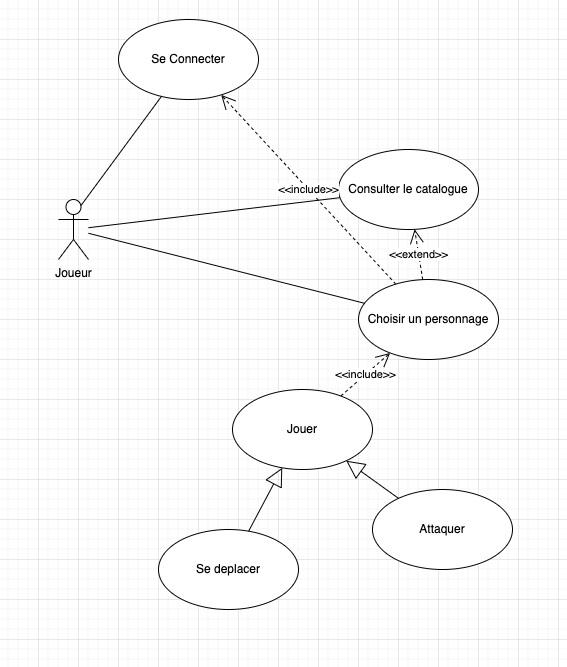 Se Connecter
<<include>>
Consulter le catalogue
Joueur
<<extend>>
Choisir un personnage
<<include>>
Jouer
Attaquer
Se deplacer